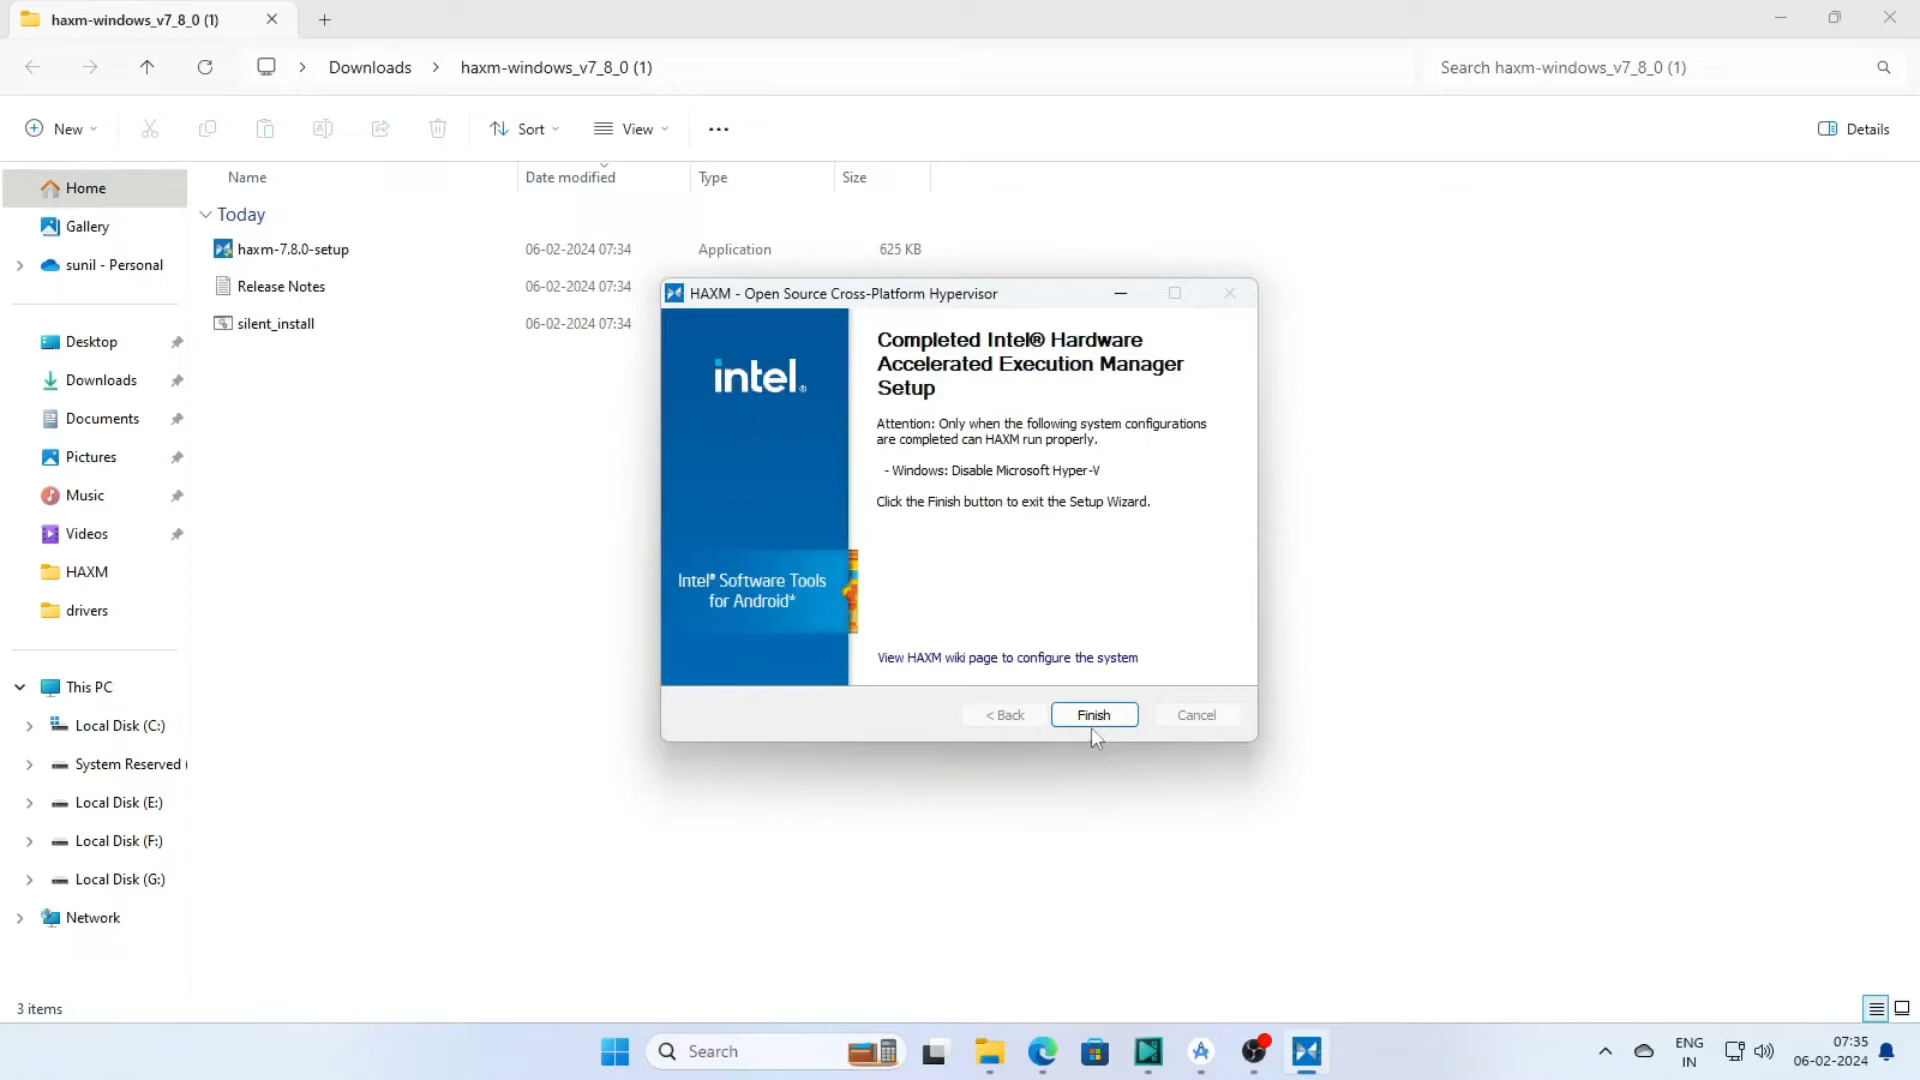 haxm-windows_v7_8_0 (1)
Downloads
haxm-windows_v7_8_0 (1)
Search haxm-windows_v7_8_0 (1)
New
Sort
View
Details
Name
Date modified
Type
Size
Today
haxm-7.8.0-setup
06-02-2024 07:34
Application
625 KB
Release Notes
06-02-2024 07:34
silent_install
06-02-2024 07:34
Home
Gallery
sunil - Personal
Desktop
Downloads
Documents
Pictures
Music
Videos
HAXM
drivers
This PC
Local Disk (C:)
System Reserved (
Local Disk (E:)
Local Disk (F:)
Local Disk (G:)
Network
HAXM - Open Source Cross-Platform Hypervisor
intel®
Intel® Software Tools
for Android*
Completed Intel® Hardware
Accelerated Execution Manager
Setup
Attention: Only when the following system configurations
are completed can HAXM run properly.
- Windows: Disable Microsoft Hyper-V
Click the Finish button to exit the Setup Wizard.
View HAXM wiki page to configure the system
< Back
Finish
Cancel
3 items
Search
ENG
IN
07:35
06-02-2024